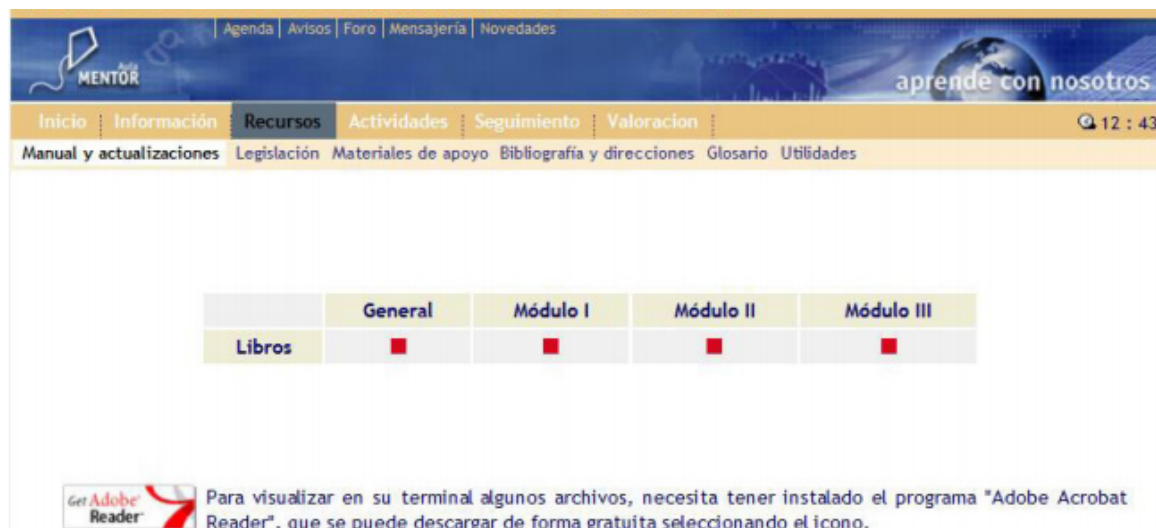 Agenda | Avisos | Foro | Mensajería | Novedades
Aula
MENTOR
aprende con nosotros
Inicio Información Recursos Actividades Seguimiento Valoracion 12 : 43
Manual y actualizaciones Legislación Materiales de apoyo Bibliografía y direcciones Glosario Utilidades
General Módulo I Módulo II Módulo III
Libros
Get Adobe
Reader
Para visualizar en su terminal algunos archivos, necesita tener instalado el programa "Adobe Acrobat
Reader", que se puede descargar de forma gratuita seleccionando el icono.